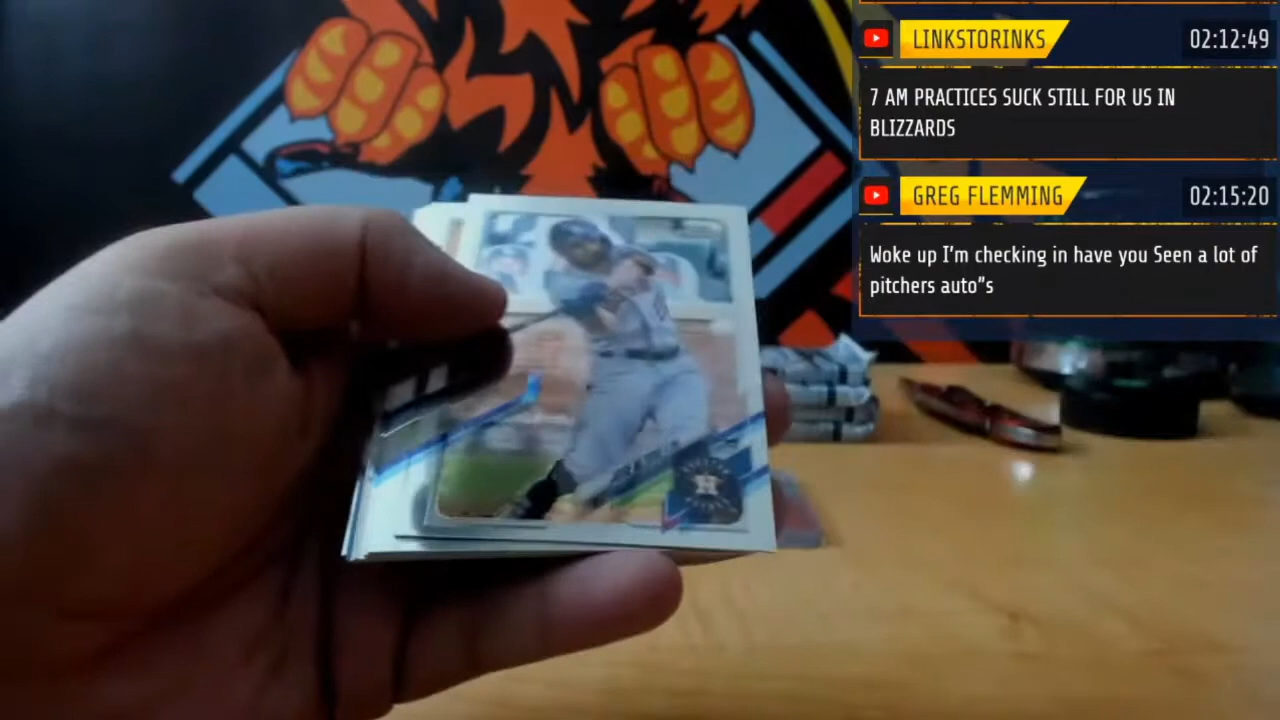 LINKSTORINKS
02:12:49
7 AM PRACTICES SUCK STILL FOR US IN
BLIZZARDS
GREG FLEMMING
02:15:20
Woke up I'm checking in have you Seen a lot of
pitchers auto"s
H